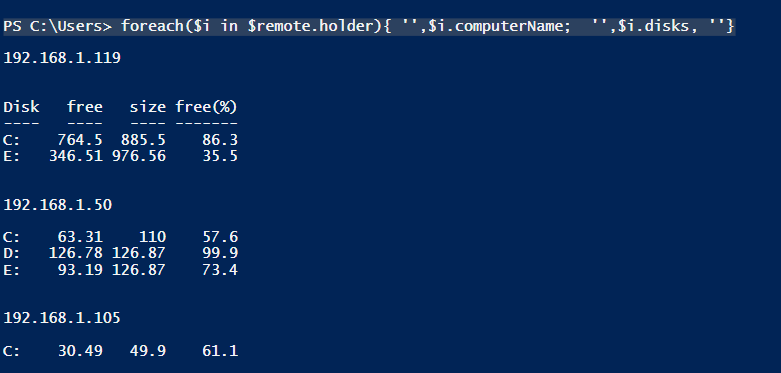 PS C:\Users> foreach($i in $remote.holder){ '',$i.computerName;  '',$i.disks, ''}
192.168.1.119
Disk   free   size free(%)
----   ----   ---- -------
C:    764.5  885.5    86.3
E:   346.51 976.56    35.5
192.168.1.50
C:    63.31    110    57.6
D:   126.78 126.87    99.9
E:    93.19 126.87    73.4
192.168.1.105
C:    30.49   49.9    61.1